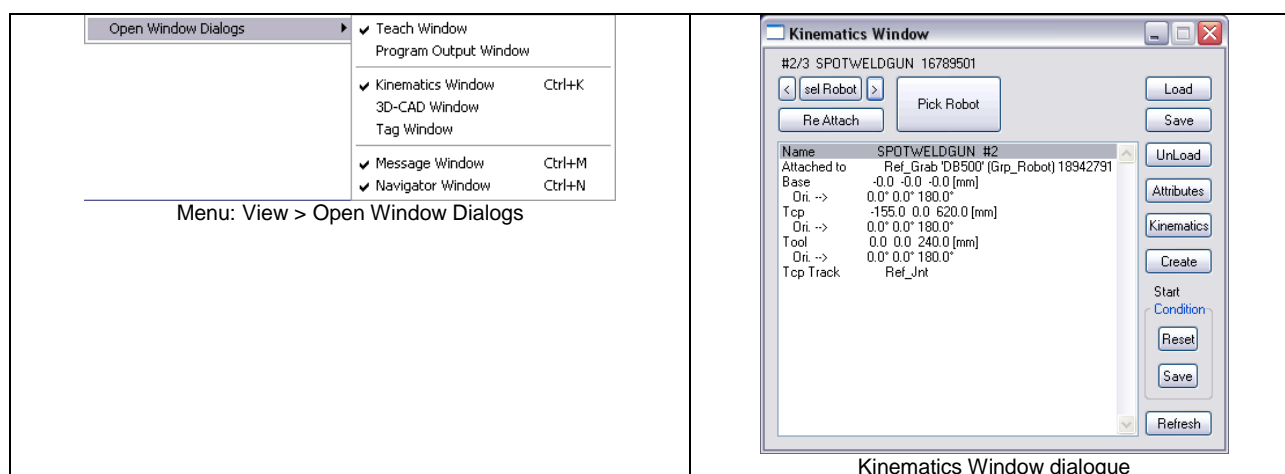 Open Window Dialogs
Teach Window
Program Output Window
Kinematics Window Ctrl+K
3D-CAD Window
Tag Window
Message Window Ctrl+M
Navigator Window Ctrl+N
Menu: View > Open Window Dialogs
Kinematics Window
#2/3 SPOTWELDGUN 16789501
< sel Robot >
Pick Robot
Re Attach
Load
Save
Name SPOTWELDGUN #2
Attached to Ref_Grab 'DB500' (Grp_Robot) 18942791
Base -0.0 -0.0 -0.0 [mm]
Ori. --> 0.0° 0.0° 180.0°
Tcp -155.0 0.0 620.0 [mm]
Ori. --> 0.0° 0.0° 180.0°
Tool 0.0 0.0 240.0 [mm]
Ori. --> 0.0° 0.0° 180.0°
Tcp Track Ref_Jnt
UnLoad
Attributes
Kinematics
Create
Start
Condition
Reset
Save
Refresh
Kinematics Window dialogue